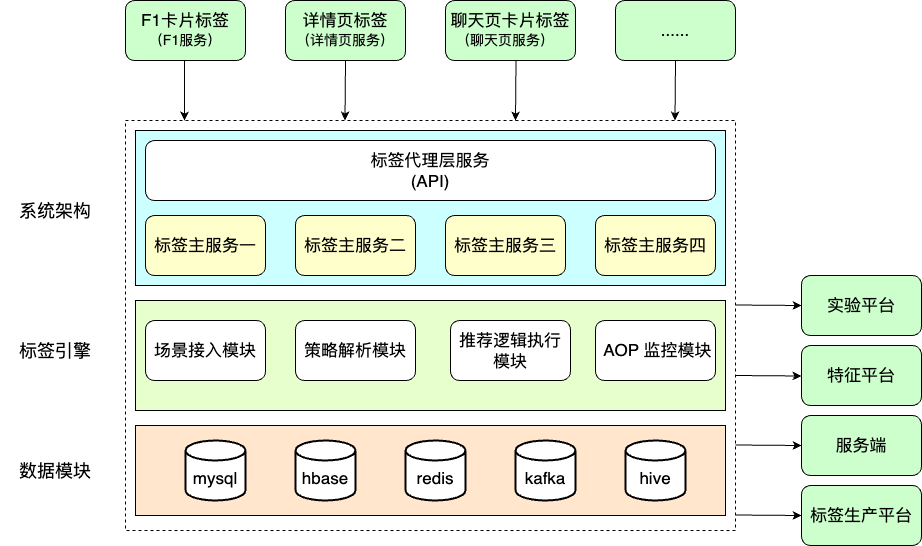 F1卡片标签
（F1服务）
详情页标签
（详情页服务）
聊天页卡片标签
（聊天页服务）
......
系统架构
标签代理层服务
(API)
标签主服务一
标签主服务二
标签主服务三
标签主服务四
标签引擎
场景接入模块
策略解析模块
推荐逻辑执行
模块
AOP 监控模块
数据模块
mysql
hbase
redis
kafka
hive
实验平台
特征平台
服务端
标签生产平台